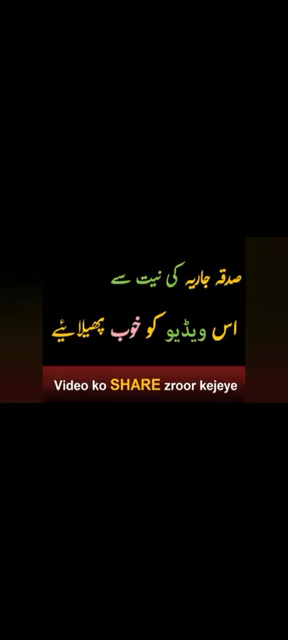 صدقہ جاریہ کی نیت سے
اس ویڈیو کو خوب پھیلائیے
Video ko SHARE zroor kejeye